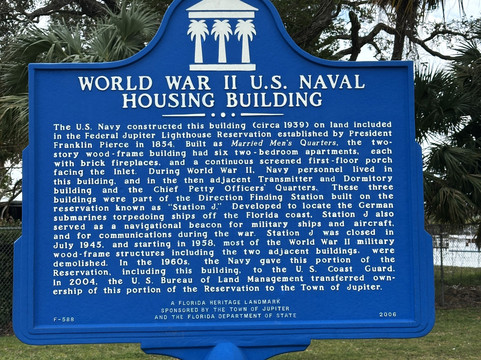 WORLD WAR II U.S. NAVAL
HOUSING BUILDING
The U.S. Navy constructed this building (circa 1939) on land included
in the Federal Jupiter Lighthouse Reservation established by President
Franklin Pierce in 1854. Built as Married Men's Quarters, the two-
story wood-frame building had six two-bedroom apartments, each
with brick fireplaces, and a continuous screened first-floor porch
facing the inlet. During World War II, Navy personnel lived in
this building, and in the then adjacent Transmitter and Dormitory
building and the Chief Petty Officers' Quarters. These three
buildings were part of the Direction Finding Station built on the
reservation known as "Station J." Developed to locate the German
submarines torpedoing ships off the Florida coast, Station J also
served as a navigational beacon for military ships and aircraft,
and for communications during the war. Station J was closed in
July 1945, and starting in 1958, most of the World War II military
wood-frame structures including the two adjacent buildings, were
demolished. In the 1960s, the Navy gave this portion of the
Reservation, including this building, to the U.S. Coast Guard.
In 2004, the U.S. Bureau of Land Management transferred own-
ership of this portion of the Reservation to the Town of Jupiter.
A FLORIDA HERITAGE LANDMARK
SPONSORED BY THE TOWN OF JUPITER
F-588 AND THE FLORIDA DEPARTMENT OF STATE 2006